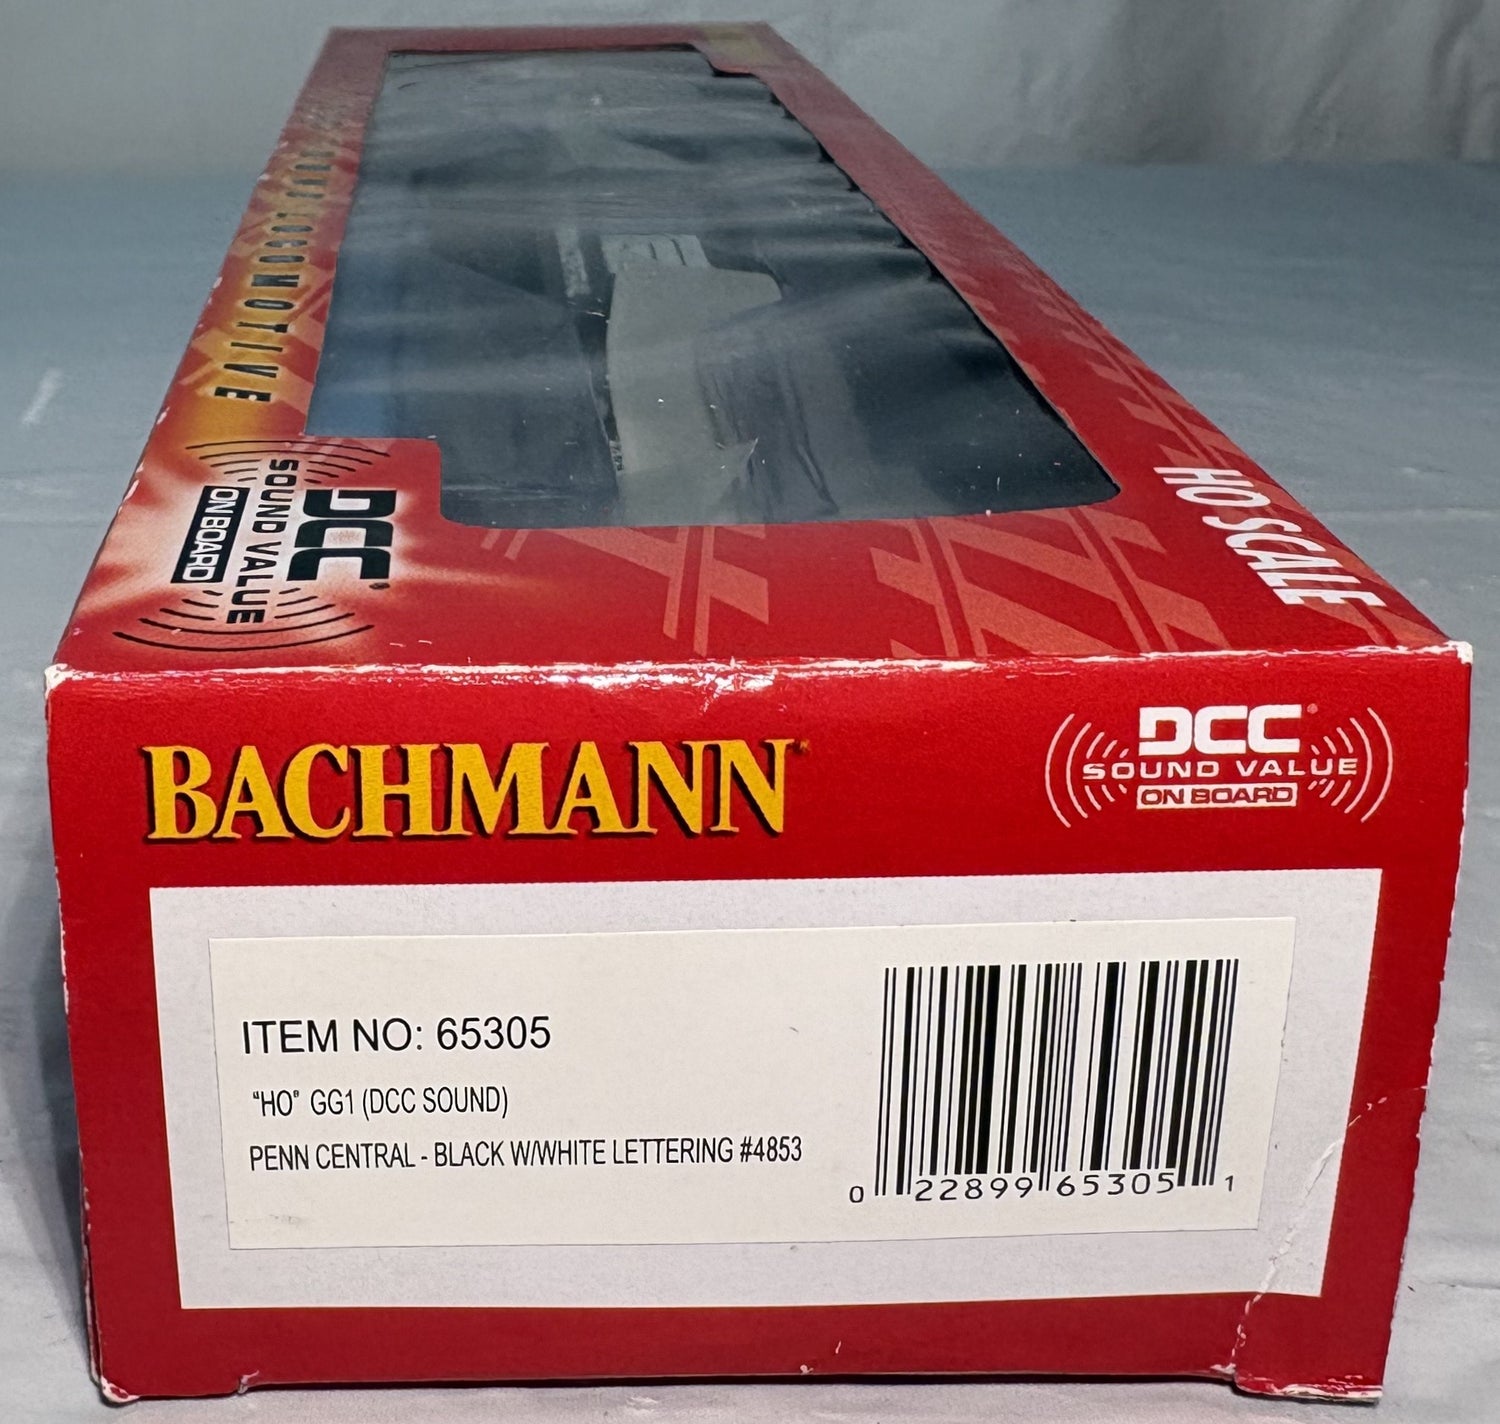 LOCOMOTIVE
DCC
SOUND VALUE
ON BOARD
HO SCALE
BACHMANN
DCC
SOUND VALUE
ON BOARD
ITEM NO: 65305
"HO" GG1 (DCC SOUND)
PENN CENTRAL - BLACK W/WHITE LETTERING #4853
0 22899 65305 1